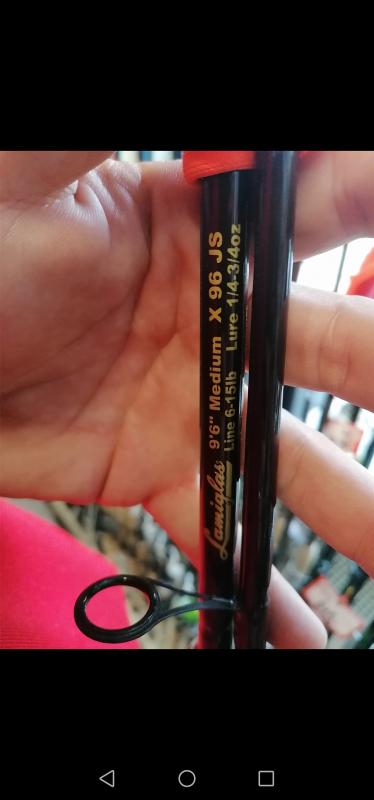 Lamiglas 9'6" Medium X 96 JS
Line 6-15lb Lure 1/4-3/4oz